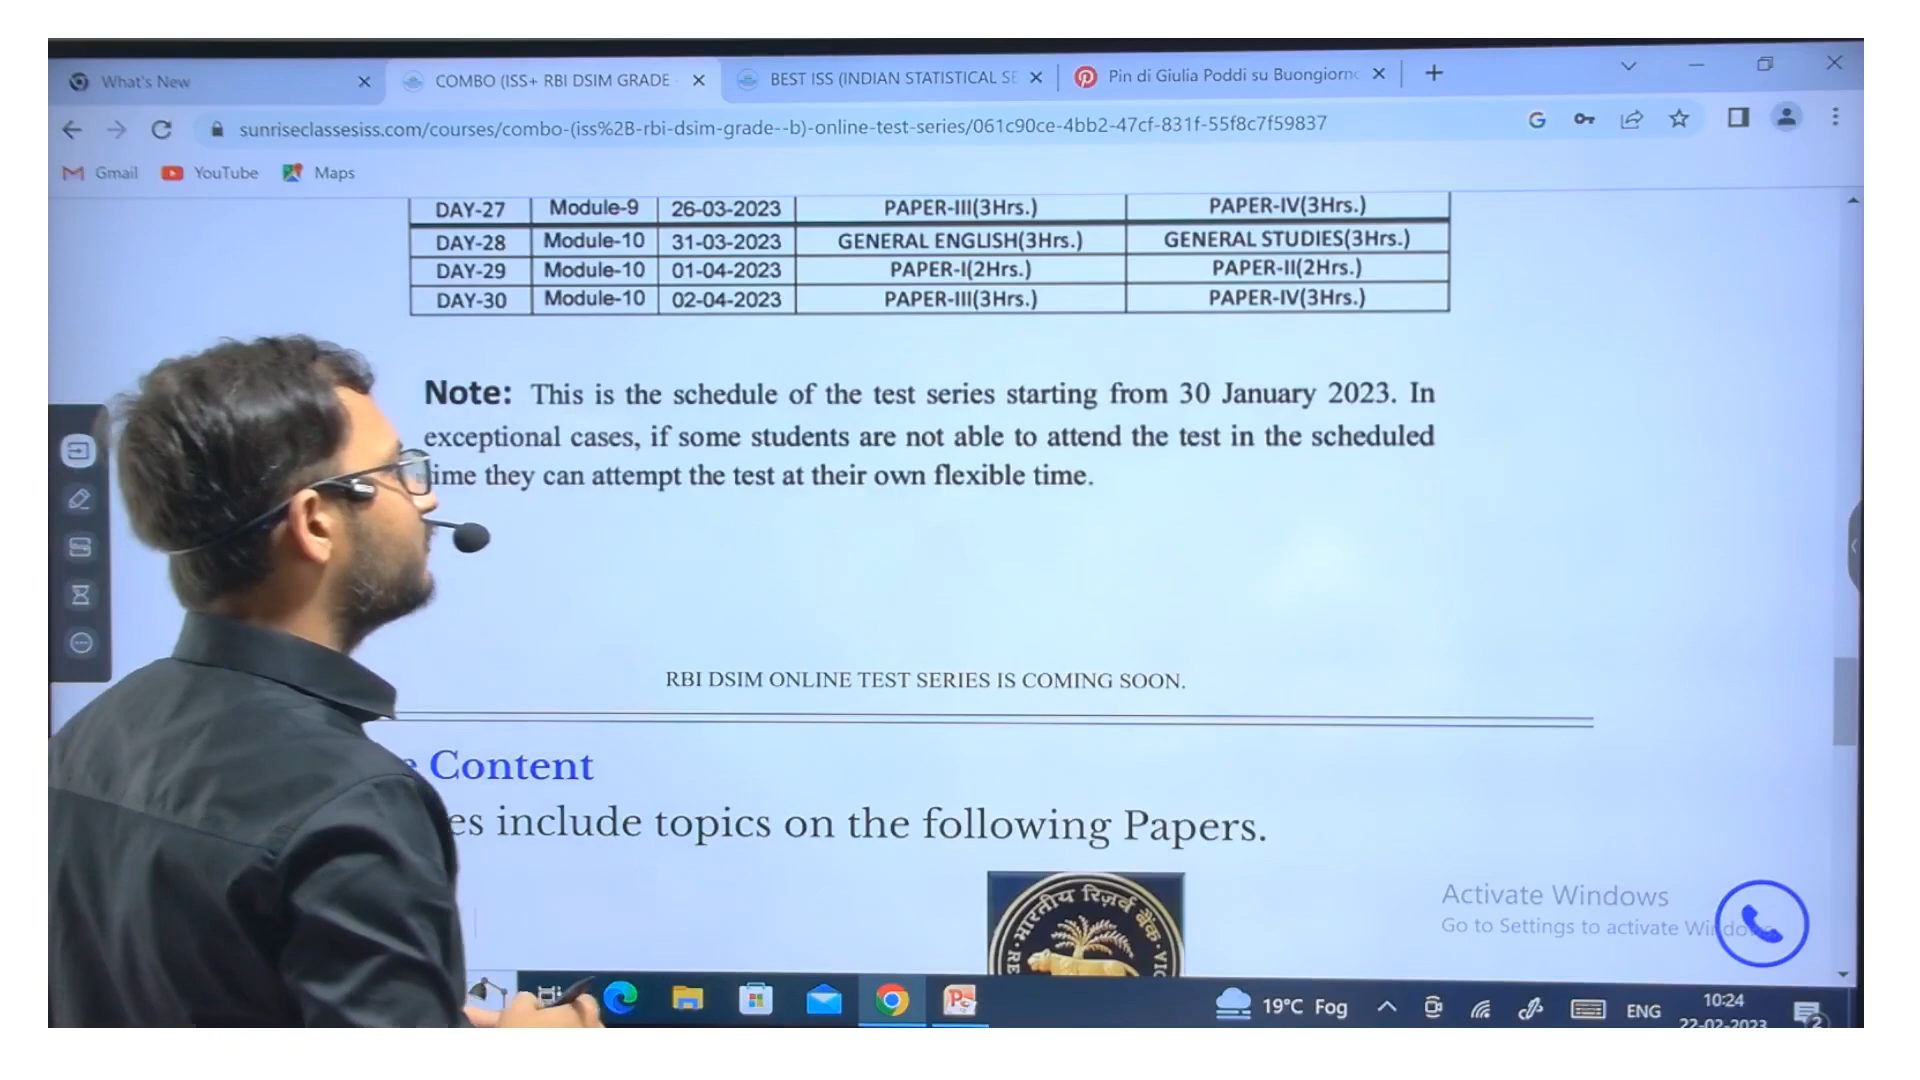 What's New
COMBO (ISS+ RBI DSIM GRADE
BEST ISS (INDIAN STATISTICAL SE
Pin di Giulia Poddi su Buongiorno
sunriseclassesiss.com/courses/combo-(iss%2B-rbi-dsim-grade--b)-online-test-series/061c90ce-4bb2-47cf-831f-55f8c7f59837
Gmail YouTube Maps
DAY-27 Module-9 26-03-2023 PAPER-III(3Hrs.) PAPER-IV(3Hrs.)
DAY-28 Module-10 31-03-2023 GENERAL ENGLISH(3Hrs.) GENERAL STUDIES(3Hrs.)
DAY-29 Module-10 01-04-2023 PAPER-I(2Hrs.) PAPER-II(2Hrs.)
DAY-30 Module-10 02-04-2023 PAPER-III(3Hrs.) PAPER-IV(3Hrs.)
Note: This is the schedule of the test series starting from 30 January 2023. In
exceptional cases, if some students are not able to attend the test in the scheduled
ime they can attempt the test at their own flexible time.
RBI DSIM ONLINE TEST SERIES IS COMING SOON.
Content
es include topics on the following Papers.
भारतीय रिज़र्व बैंक
Activate Windows
Go to Settings to activate Windows.
19°C Fog
ENG
10:24
22-02-2023
2